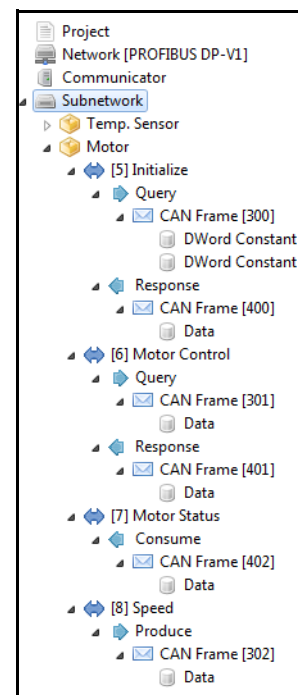 Project
Network [PROFIBUS DP-V1]
Communicator
Subnetwork
Temp. Sensor
Motor
[5] Initialize
Query
CAN Frame [300]
DWord Constant
DWord Constant
Response
CAN Frame [400]
Data
[6] Motor Control
Query
CAN Frame [301]
Data
Response
CAN Frame [401]
Data
[7] Motor Status
Consume
CAN Frame [402]
Data
[8] Speed
Produce
CAN Frame [302]
Data